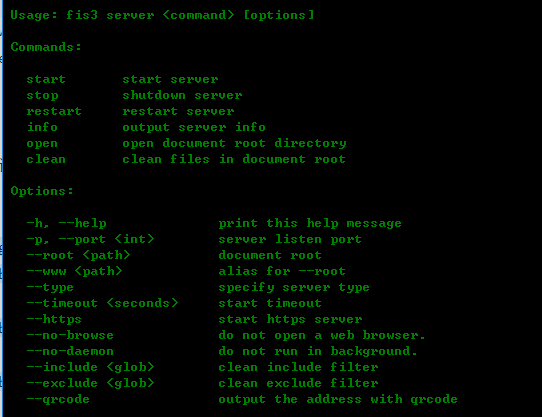 Usage: fis3 server <command> [options]
Commands:
start start server
stop shutdown server
restart restart server
info output server info
open open document root directory
clean clean files in document root
Options:
-h, --help print this help message
-p, --port <int> server listen port
--root <path> document root
--www <path> alias for --root
--type specify server type
--timeout <seconds> start timeout
--https start https server
--no-browse do not open a web browser.
--no-daemon do not run in background.
--include <glob> clean include filter
--exclude <glob> clean exclude filter
--qrcode output the address with qrcode